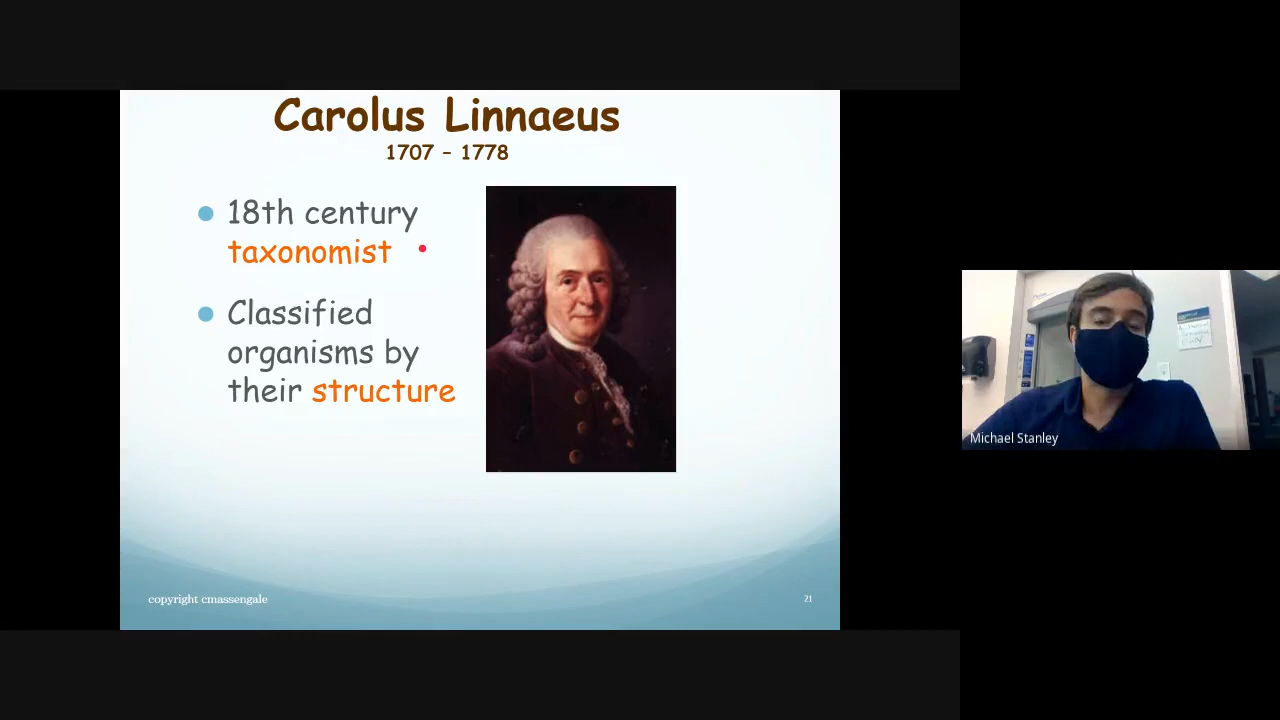 Carolus Linnaeus
1707 – 1778
18th century
taxonomist
Classified
organisms by
their structure
copyright cmassengale
21
Michael Stanley